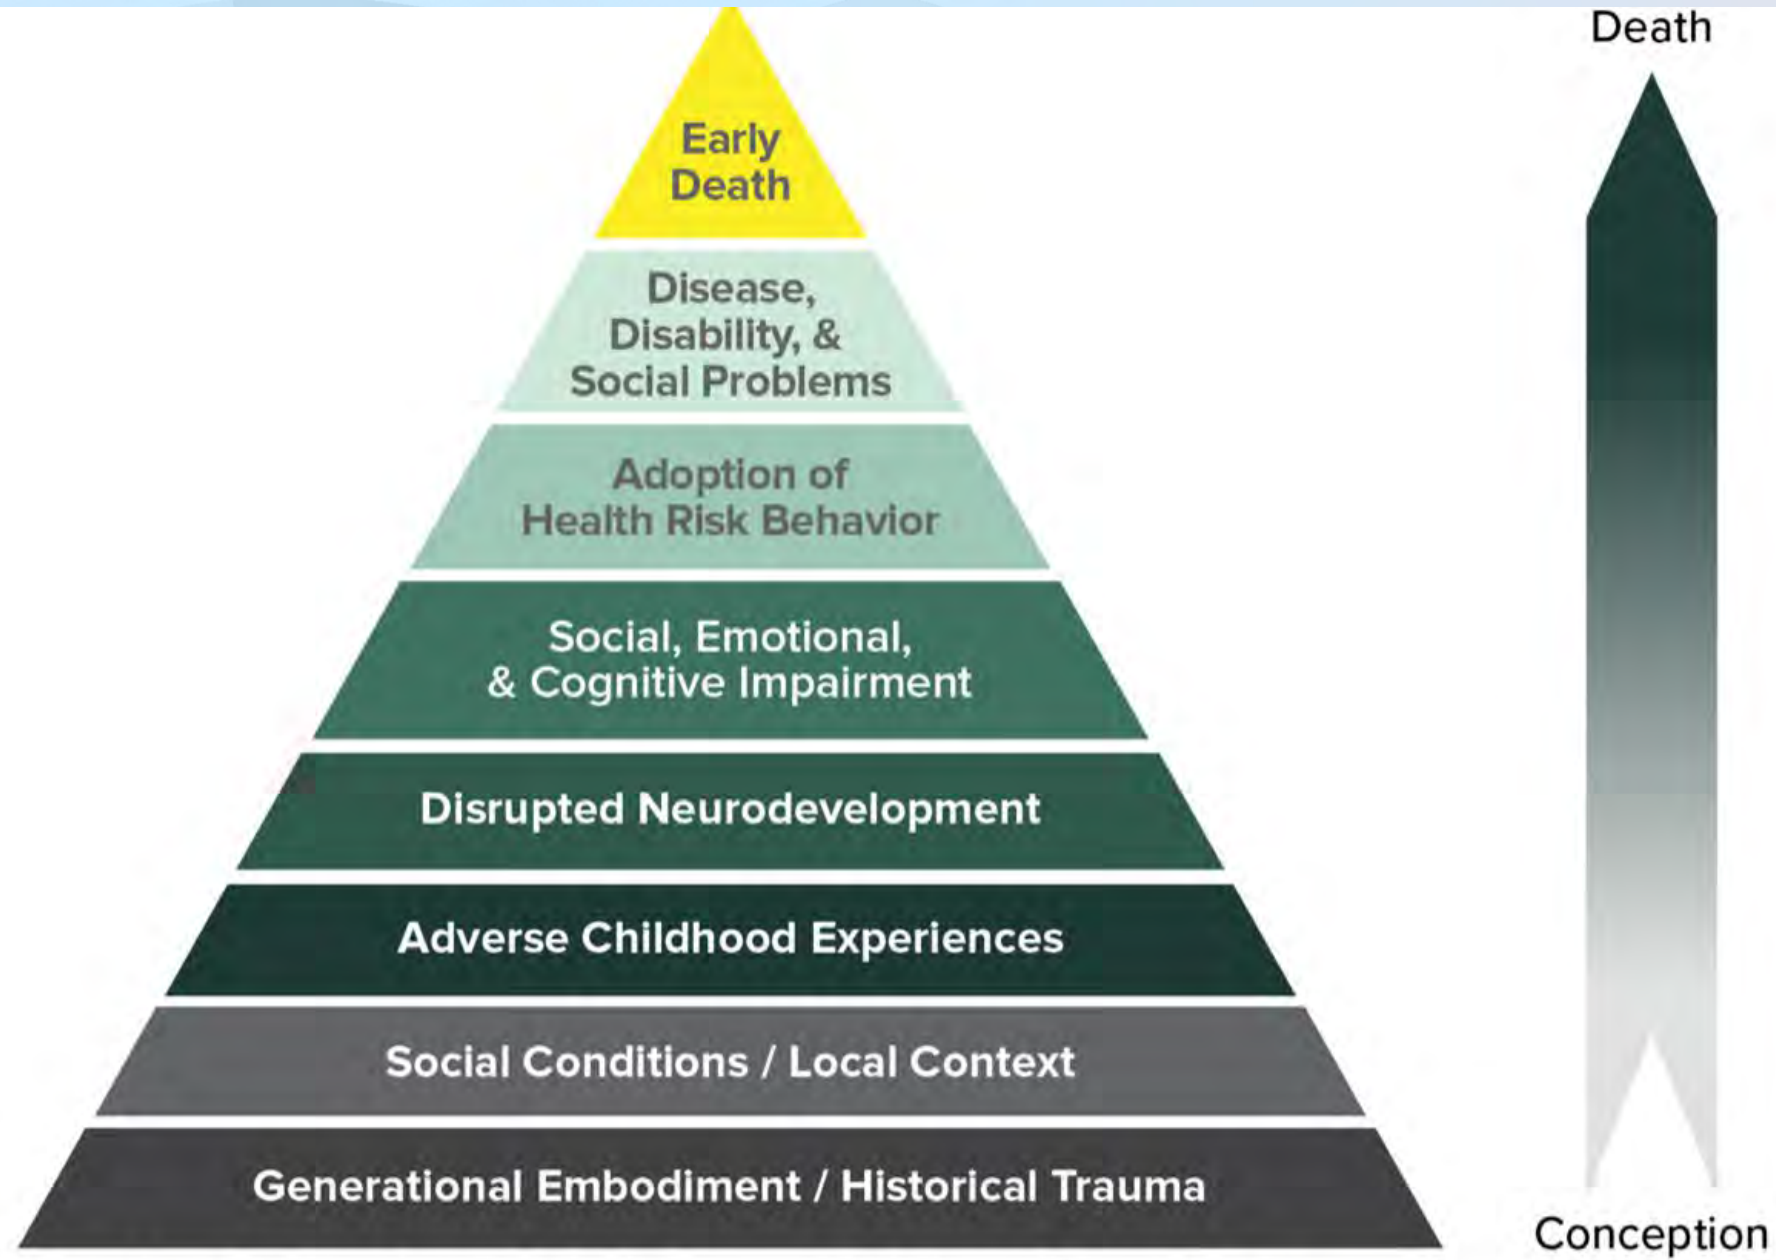 Death
Early
Death
Disease,
Disability, &
Social Problems
Adoption of
Health Risk Behavior
Social, Emotional,
& Cognitive Impairment
Disrupted Neurodevelopment
Adverse Childhood Experiences
Social Conditions / Local Context
Generational Embodiment / Historical Trauma
Conception